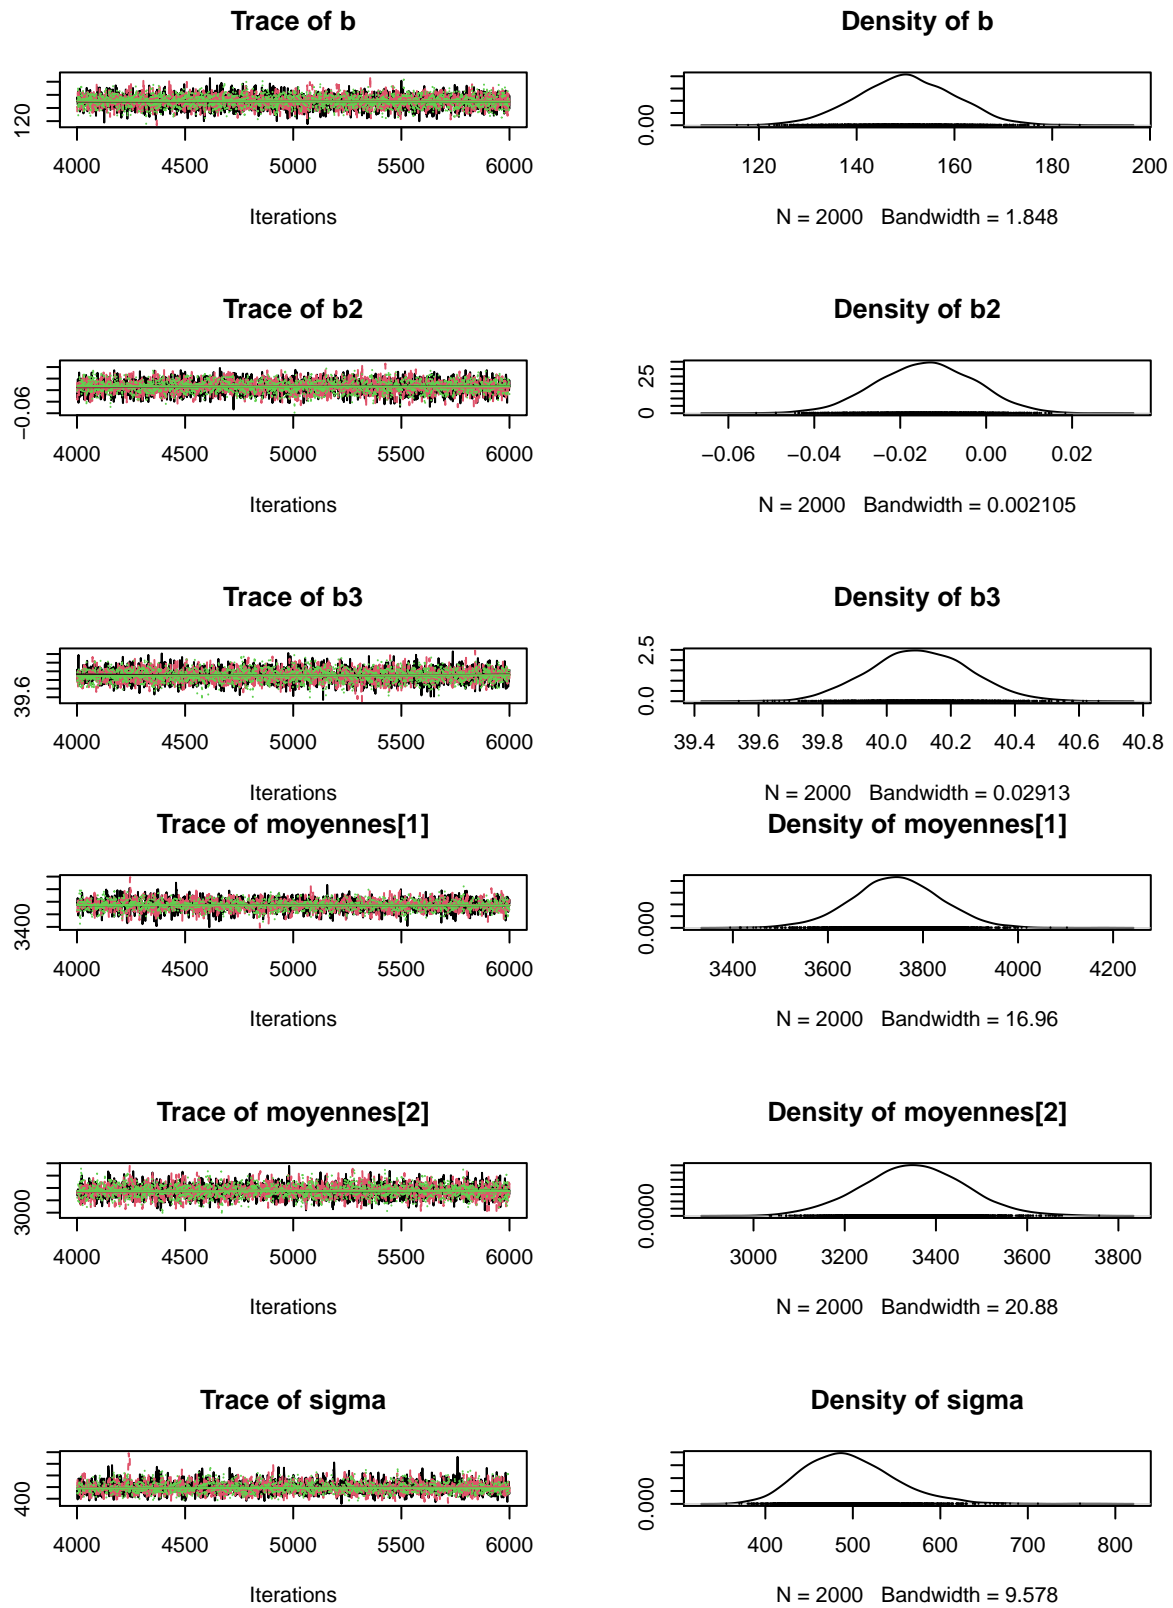 Trace of b
Density of b
120
0.00
4000 4500 5000 5500 6000
120 140 160 180 200
Iterations
N = 2000 Bandwidth = 1.848
Trace of b2
Density of b2
−0.06
0 25
4000 4500 5000 5500 6000
−0.06 −0.04 −0.02 0.00 0.02
Iterations
N = 2000 Bandwidth = 0.002105
Trace of b3
Density of b3
39.6
0.0 2.5
4000 4500 5000 5500 6000
39.4 39.6 39.8 40.0 40.2 40.4 40.6 40.8
Iterations
N = 2000 Bandwidth = 0.02913
Trace of moyennes[1]
Density of moyennes[1]
3400
0.000
4000 4500 5000 5500 6000
3400 3600 3800 4000 4200
Iterations
N = 2000 Bandwidth = 16.96
Trace of moyennes[2]
Density of moyennes[2]
3000
0.0000
4000 4500 5000 5500 6000
3000 3200 3400 3600 3800
Iterations
N = 2000 Bandwidth = 20.88
Trace of sigma
Density of sigma
400
0.000
4000 4500 5000 5500 6000
400 500 600 700 800
Iterations
N = 2000 Bandwidth = 9.578